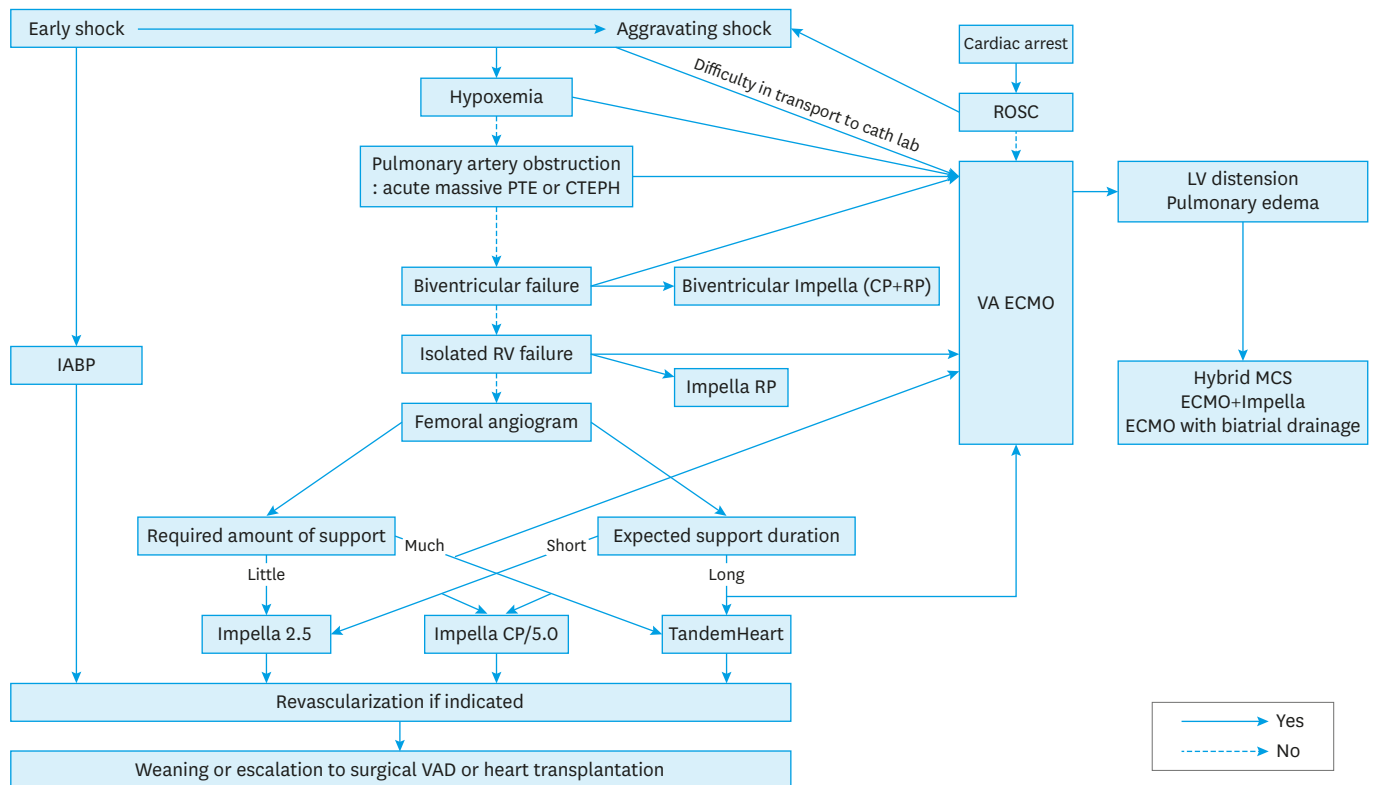 Early shock
Aggravating shock
Cardiac arrest
Difficulty in transport to cath lab
Hypoxemia
ROSC
Pulmonary artery obstruction
: acute massive PTE or CTEPH
LV distension
Pulmonary edema
Biventricular failure
Biventricular Impella (CP+RP)
VA ECMO
Isolated RV failure
IABP
Impella RP
Hybrid MCS
ECMO+Impella
ECMO with biatrial drainage
Femoral angiogram
Required amount of support
Much
Short
Expected support duration
Little
Long
Impella 2.5
Impella CP/5.0
TandemHeart
Revascularization if indicated
Yes
No
Weaning or escalation to surgical VAD or heart transplantation